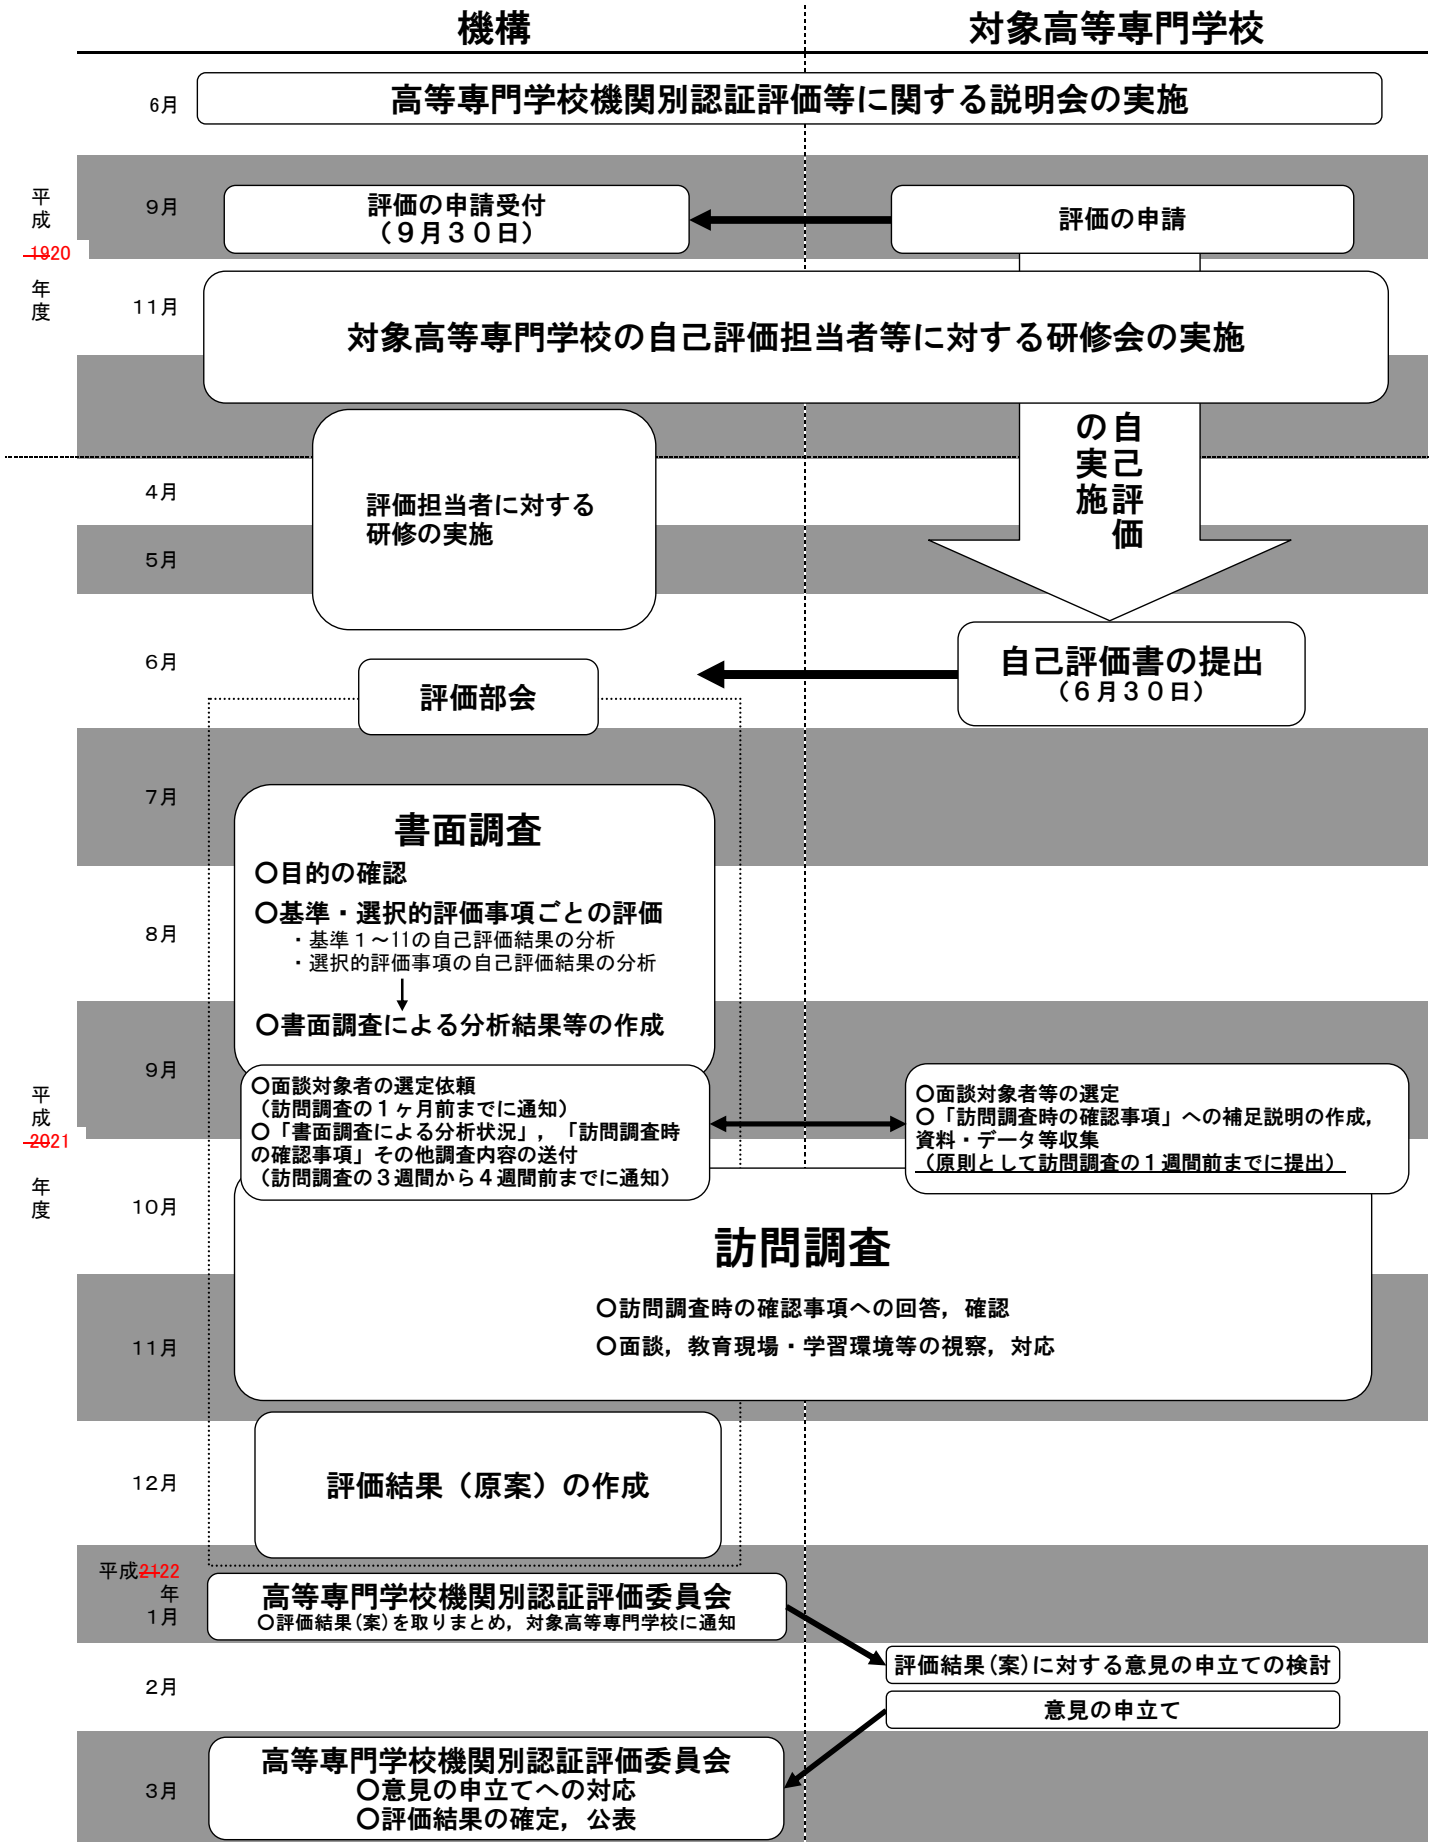 機構
対象高等専門学校
6月
高等専門学校機関別認証評価等に関する説明会の実施
平成
1920
年度
9月
評価の申請受付
（９月３０日）
評価の申請
11月
対象高等専門学校の自己評価担当者等に対する研修会の実施
自己評価
の実施
4月
評価担当者に対する
研修の実施
5月
6月
自己評価書の提出
（６月３０日）
評価部会
7月
書面調査
○目的の確認
○基準・選択的評価事項ごとの評価
・基準１～11の自己評価結果の分析
・選択的評価事項の自己評価結果の分析
8月
○書面調査による分析結果等の作成
平成
2021
年度
9月
○面談対象者の選定依頼
（訪問調査の１ヶ月前までに通知）
○「書面調査による分析状況」，「訪問調査時
の確認事項」その他調査内容の送付
（訪問調査の３週間から４週間前までに通知）
○面談対象者等の選定
○「訪問調査時の確認事項」への補足説明の作成，
資料・データ等収集
（原則として訪問調査の１週間前までに提出）
10月
訪問調査
○訪問調査時の確認事項への回答，確認
○面談，教育現場・学習環境等の視察，対応
11月
12月
評価結果（原案）の作成
平成2122
年
1月
高等専門学校機関別認証評価委員会
○評価結果(案)を取りまとめ，対象高等専門学校に通知
評価結果(案)に対する意見の申立ての検討
2月
意見の申立て
3月
高等専門学校機関別認証評価委員会
○意見の申立てへの対応
○評価結果の確定，公表